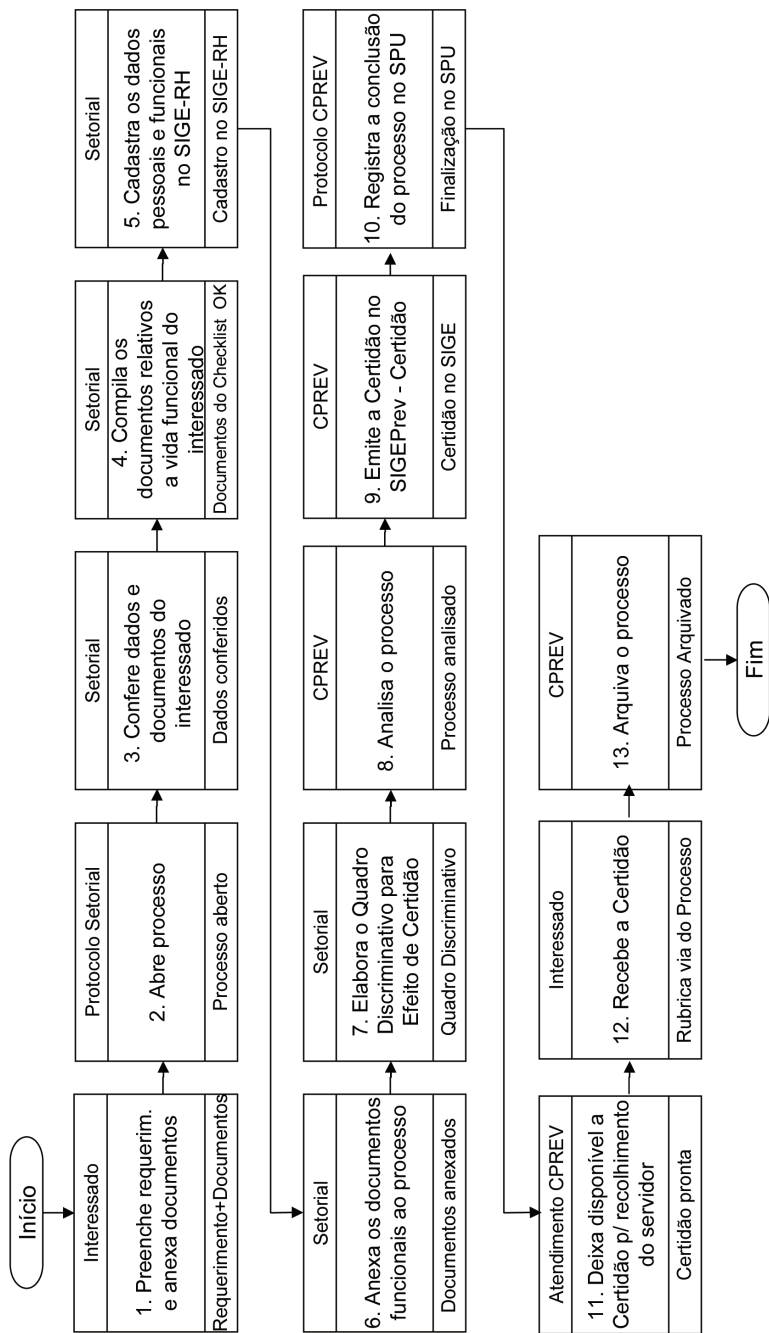 Início
Interessado
1. Preenche requerim.
e anexa documentos
Requerimento+Documentos
Protocolo Setorial
2. Abre processo
Processo aberto
Setorial
3. Confere dados e
documentos do
interessado
Dados conferidos
Setorial
4. Compila os
documentos relativos
a vida funcional do
interessado
Documentos do Checklist OK
Setorial
5. Cadastra os dados
pessoais e funcionais
no SIGE-RH
Cadastro no SIGE-RH
Setorial
6. Anexa os documentos
funcionais ao processo
Documentos anexados
Setorial
7. Elabora o Quadro
Discriminativo para
Efeito de Certidão
Quadro Discriminativo
CPREV
8. Analisa o processo
Processo analisado
CPREV
9. Emite a Certidão no
SIGEPrev - Certidão
Certidão no SIGE
Protocolo CPREV
10. Registra a conclusão
do processo no SPU
Finalização no SPU
Atendimento CPREV
11. Deixa disponível a
Certidão p/ recolhimento
do servidor
Certidão pronta
Interessado
12. Recebe a Certidão
Rubrica via do Processo
CPREV
13. Arquiva o processo
Processo Arquivado
Fim